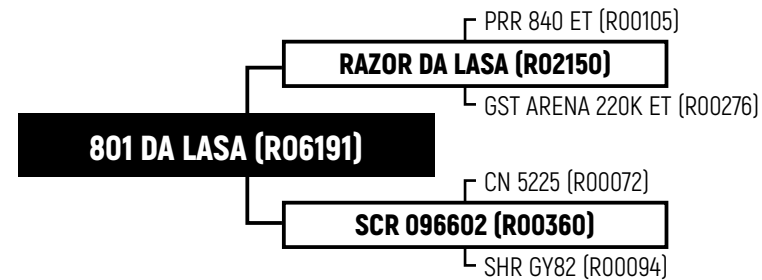 PRR 840 ET (R00105)
RAZOR DA LASA (R02150)
GST ARENA 220K ET (R00276)
801 DA LASA (R06191)
CN 5225 (R00072)
SCR 096602 (R00360)
SHR GY82 (R00094)